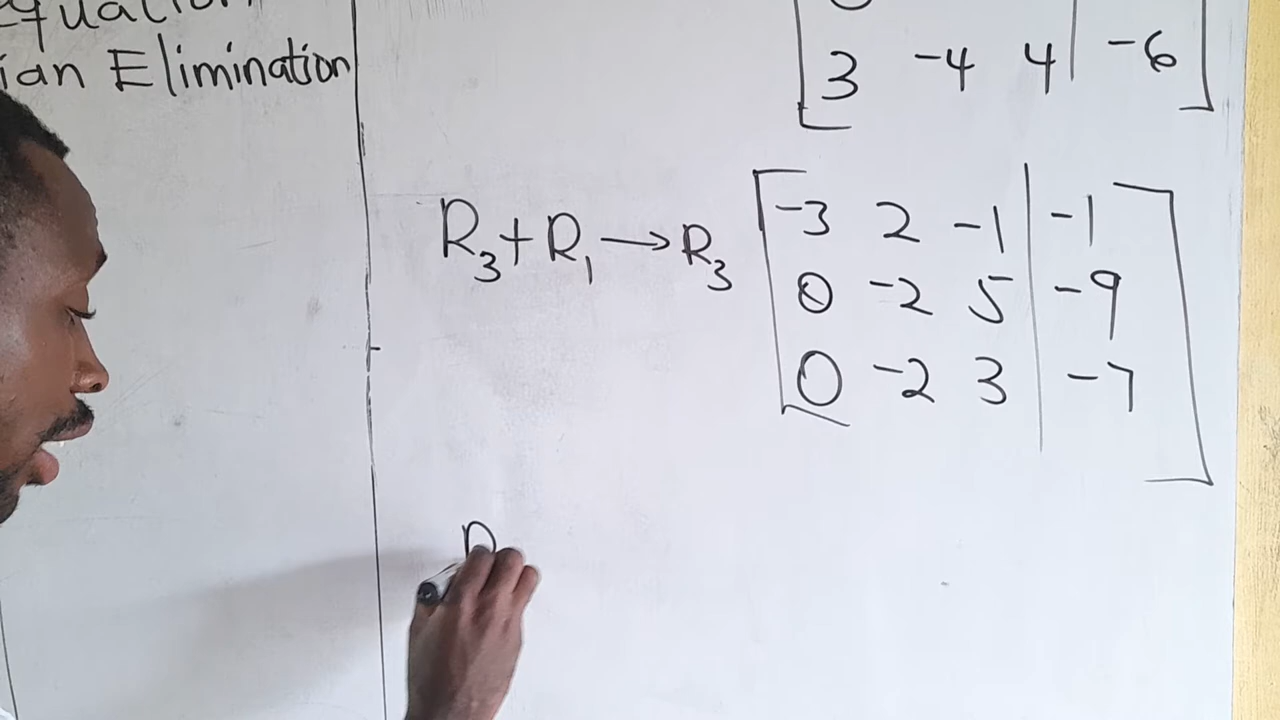 ian Elimination
3 -4 4 | -6
R₃+R₁→R₃
-3 2 -1 | -1
0 -2 5 | -9
0 -2 3 | -7